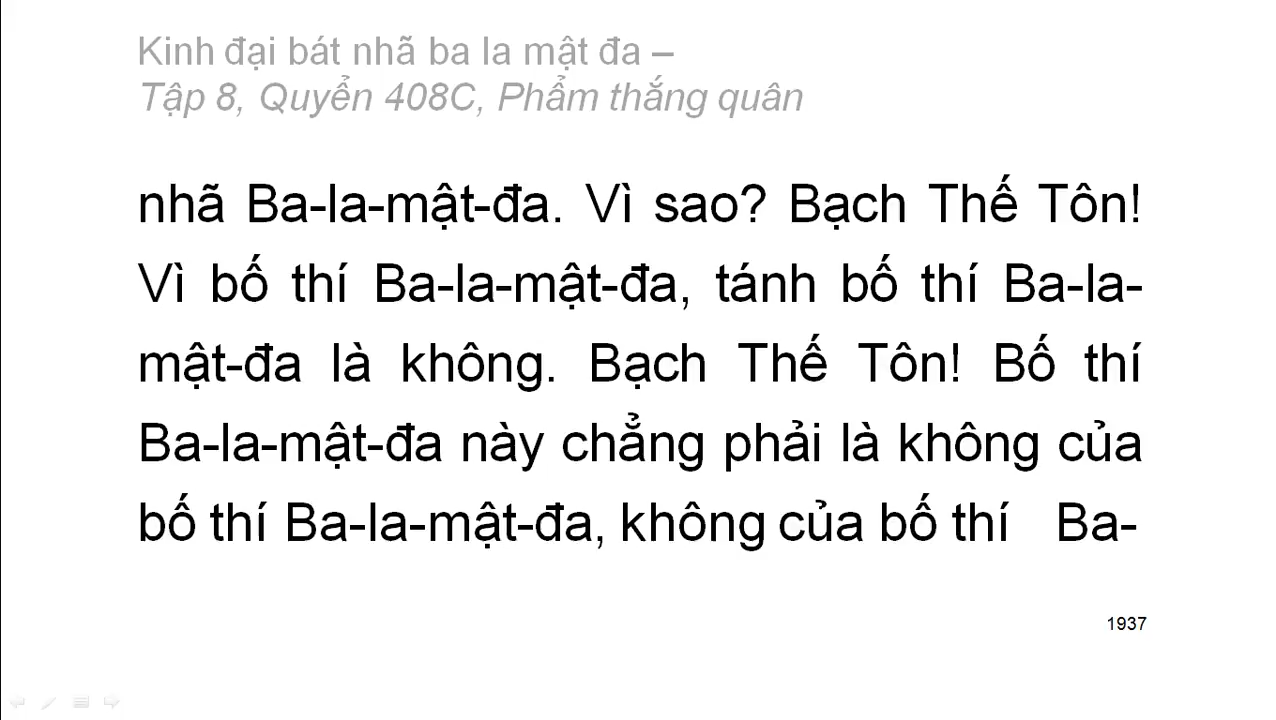 Kinh đại bát nhã ba la mật đa –
Tập 8, Quyển 408C, Phẩm thắng quân
nhã Ba-la-mật-đa. Vì sao? Bạch Thế Tôn!
Vì bố thí Ba-la-mật-đa, tánh bố thí Ba-la-
mật-đa là không. Bạch Thế Tôn! Bố thí
Ba-la-mật-đa này chẳng phải là không của
bố thí Ba-la-mật-đa, không của bố thí Ba-
1937